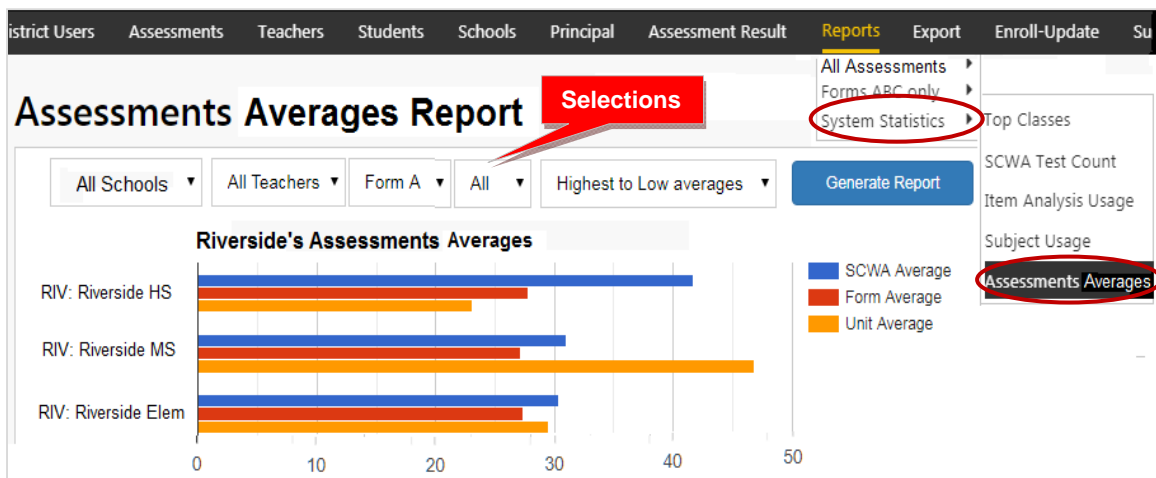 istrict Users Assessments Teachers Students Schools Principal Assessment Result Reports Export Enroll-Update Su
All Assessments
Forms ABC only
System Statistics
Top Classes
SCWA Test Count
Item Analysis Usage
Subject Usage
Assessments Averages
Assessments Averages Report
Selections
All Schools All Teachers Form A All Highest to Low averages Generate Report
Riverside's Assessments Averages
SCWA Average
Form Average
Unit Average
RIV: Riverside HS
RIV: Riverside MS
RIV: Riverside Elem
0 10 20 30 40 50